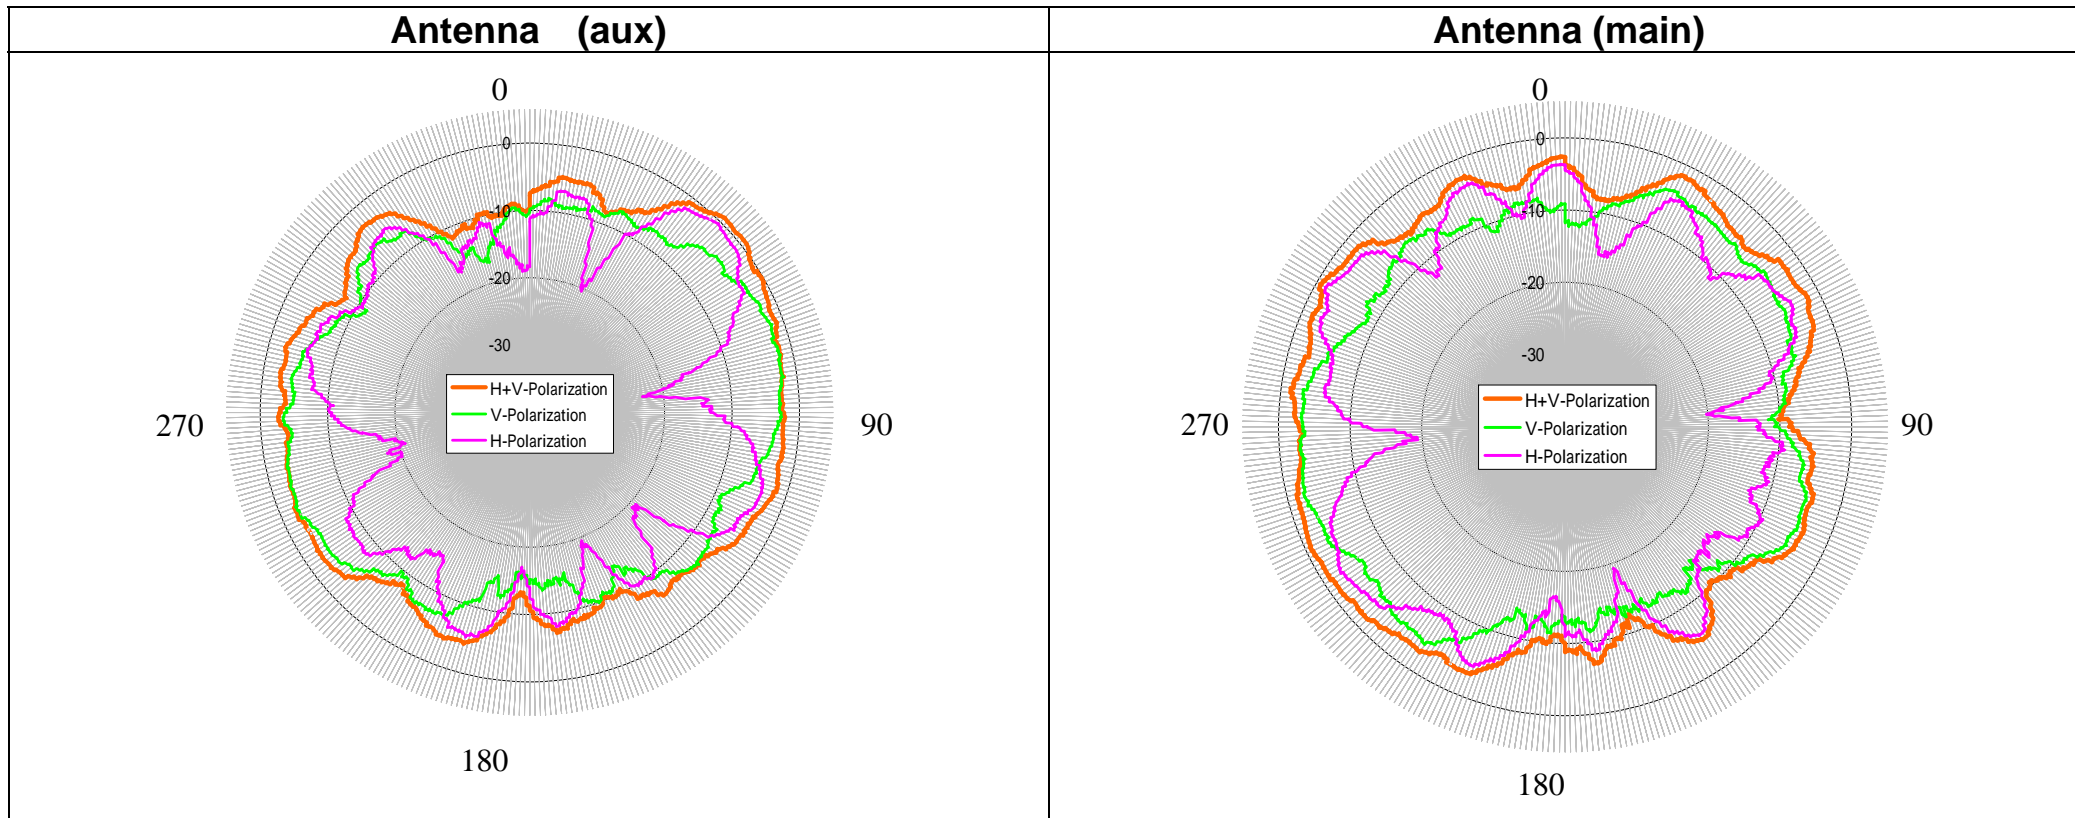 Antenna (aux)
Antenna (main)
0
0
-10
-20
-30
H+V-Polarization
V-Polarization
H-Polarization
270
90
180
0
0
-10
-20
-30
H+V-Polarization
V-Polarization
H-Polarization
270
90
180